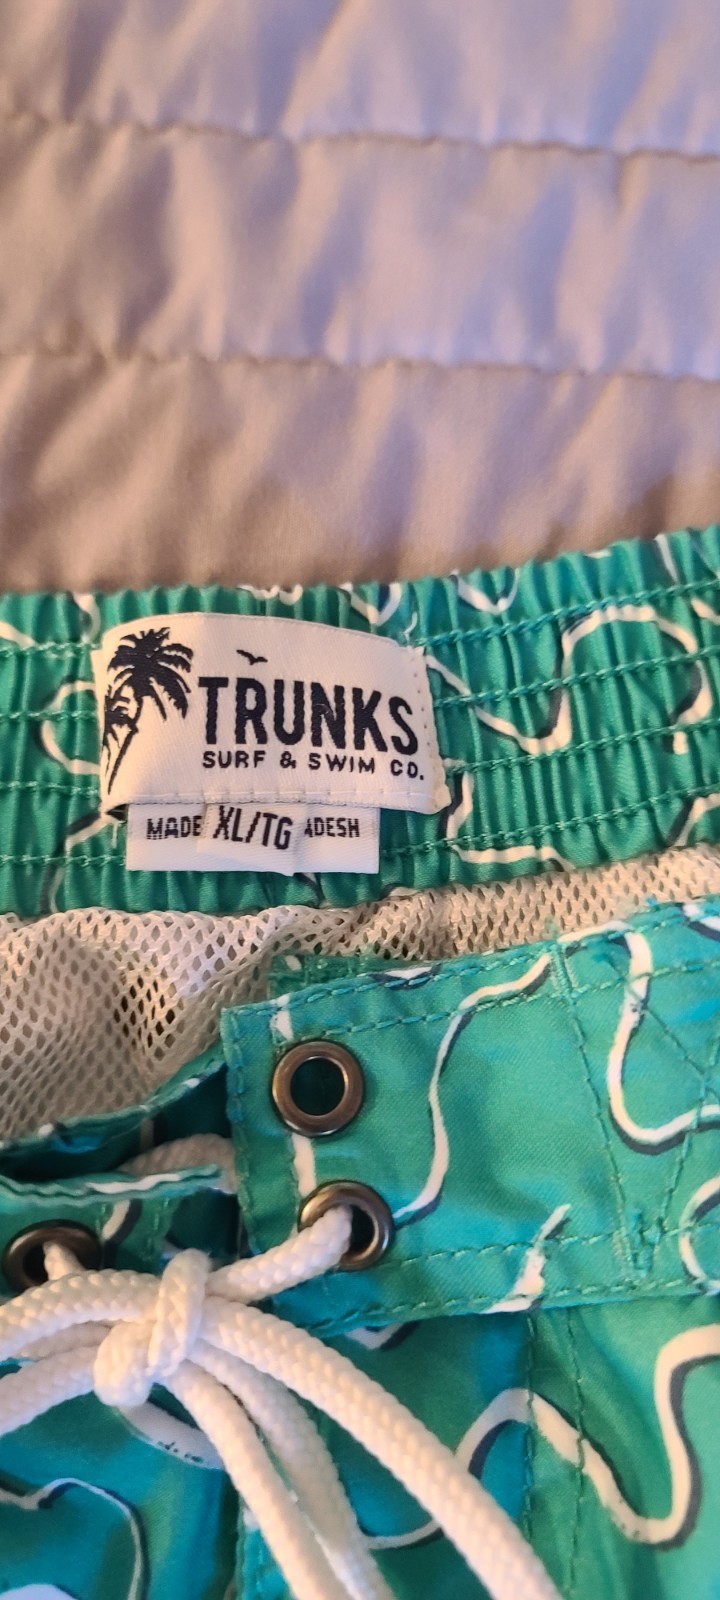 TRUNKS
SURF & SWIM CO.
MADE XL/TG ADESH